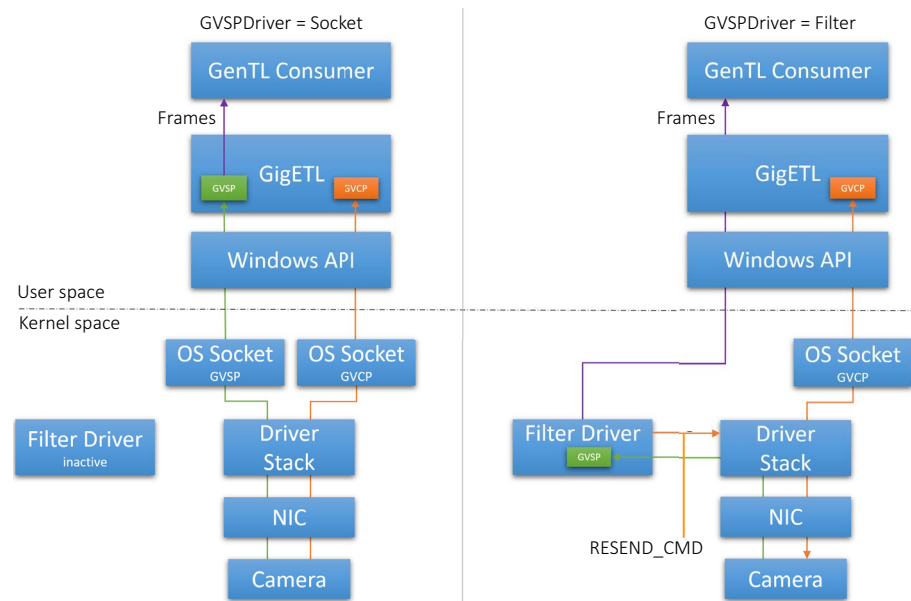 GVSPDriver = Socket
GenTL Consumer
Frames
GigETL
GVSP
GVCP
Windows API
User space
Kernel space
OS Socket
GVSP
OS Socket
GVCP
Filter Driver
inactive
Driver
Stack
NIC
Camera
GVSPDriver = Filter
GenTL Consumer
Frames
GigETL
GVCP
Windows API
OS Socket
GVCP
Filter Driver
GVSP
Driver
Stack
NIC
RESEND_CMD
Camera